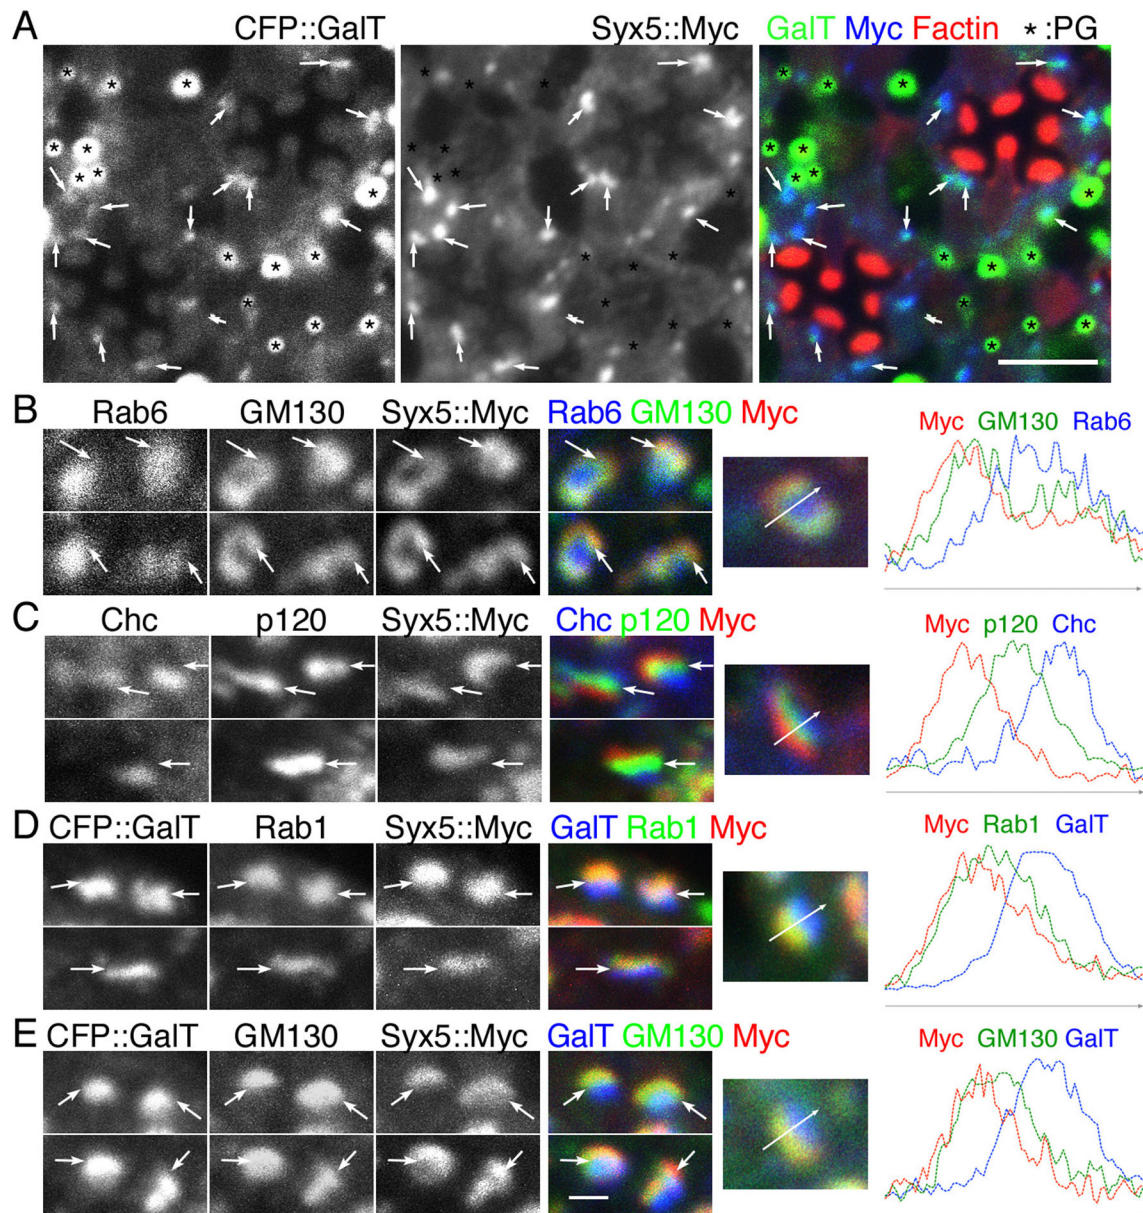 A CFP::GalT Syx5::Myc GalT Myc Factin * :PG
B Rab6 GM130 Syx5::Myc Rab6 GM130 Myc Myc GM130 Rab6
C Chc p120 Syx5::Myc Chc p120 Myc Myc p120 Chc
D CFP::GalT Rab1 Syx5::Myc GalT Rab1 Myc Myc Rab1 GalT
E CFP::GalT GM130 Syx5::Myc GalT GM130 Myc Myc GM130 GalT